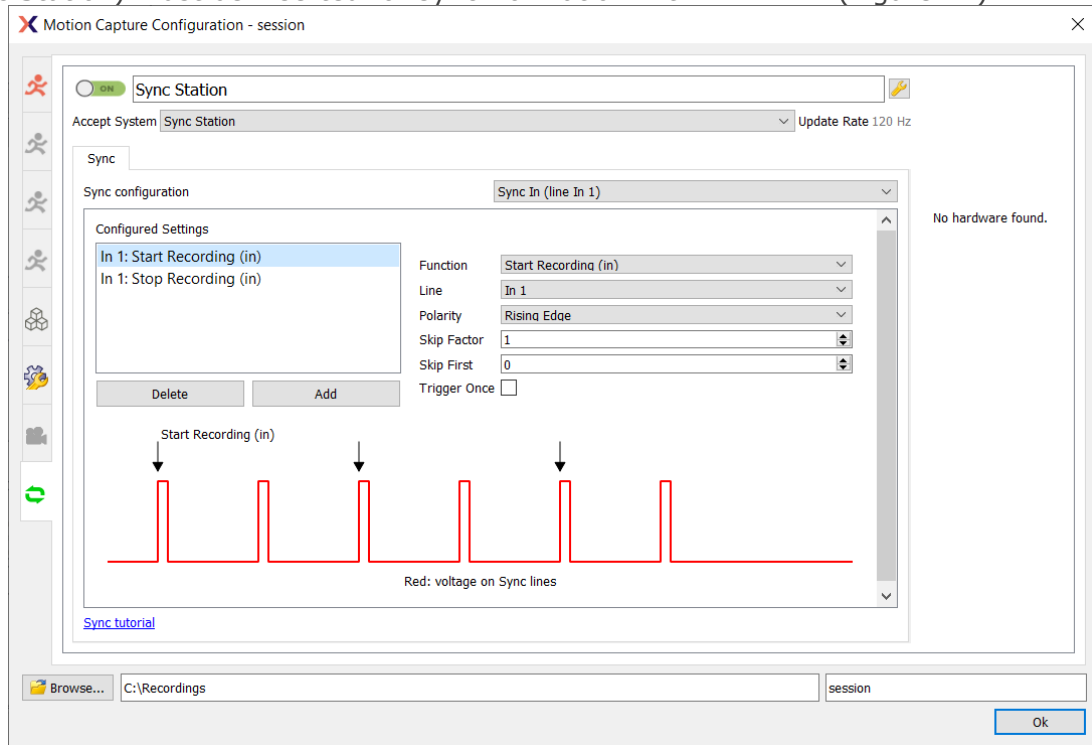 Motion Capture Configuration - session
ON Sync Station
Accept System Sync Station Update Rate 120 Hz
Sync
Sync configuration Sync In (line In 1)
No hardware found.
Configured Settings
In 1: Start Recording (in)
In 1: Stop Recording (in)
Function Start Recording (in)
Line In 1
Polarity Rising Edge
Skip Factor 1
Skip First 0
Trigger Once
Delete Add
Start Recording (in)
Red: voltage on Sync lines
Sync tutorial
Browse... C:\Recordings session
Ok